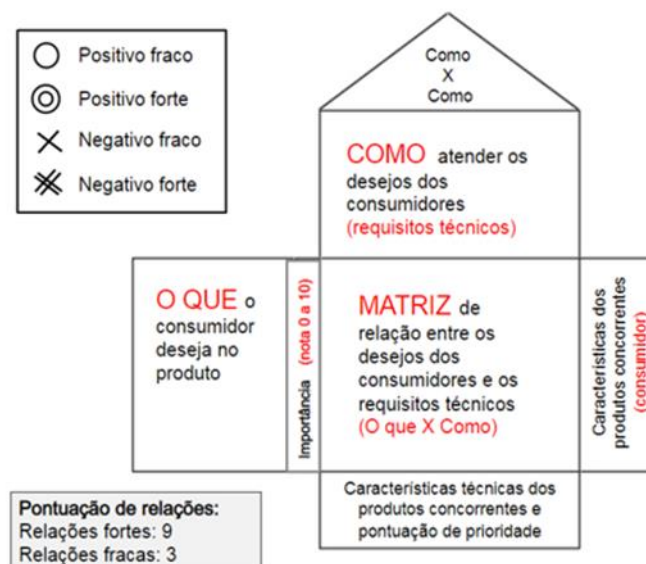 Positivo fraco
Positivo forte
Negativo fraco
Negativo forte
Como
X
Como
COMO atender os
desejos dos
consumidores
(requisitos técnicos)
O QUE o
consumidor
deseja no
produto
Importância (nota 0 a 10)
MATRIZ de
relação entre os
desejos dos
consumidores e os
requisitos técnicos
(O que X Como)
Características dos
produtos concorrentes
(consumidor)
Características técnicas dos
produtos concorrentes e
pontuação de prioridade
Pontuação de relações:
Relações fortes: 9
Relações fracas: 3